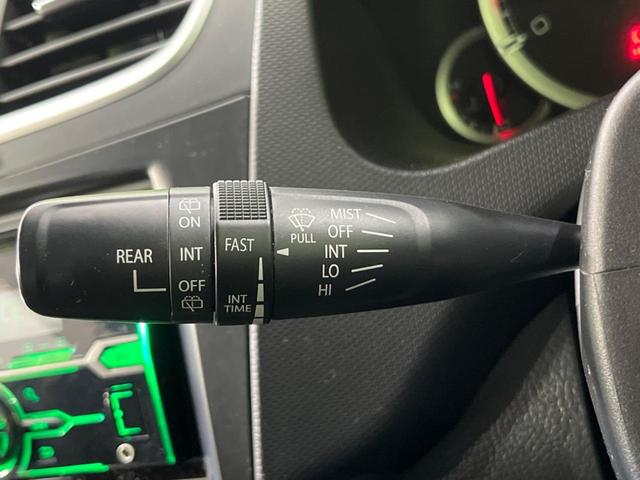 REAR
ON
INT
OFF
FAST
INT
TIME
PULL
MIST
OFF
INT
LO
HI